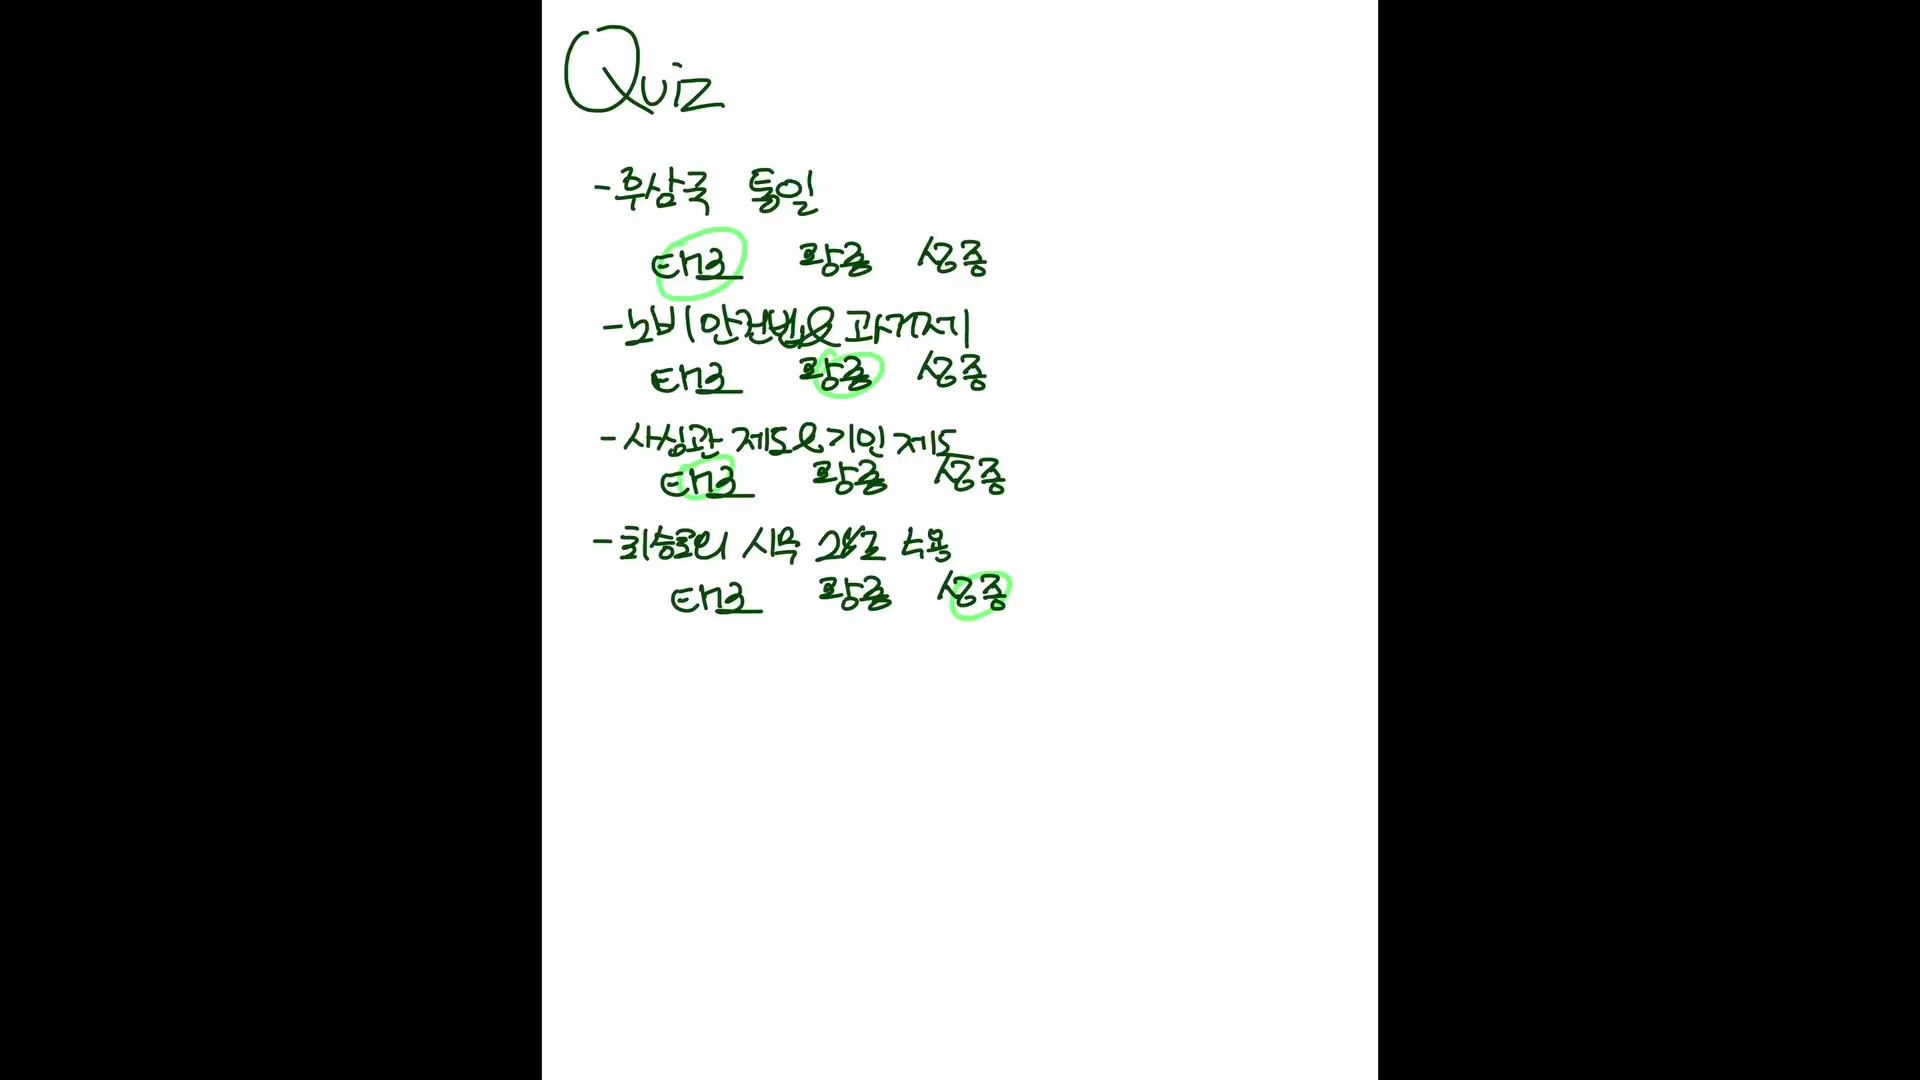 Quiz
-후삼국 통일
태조 광종 성종
-노비안검법&과거제
태조 광종 성종
-사심관 제도&기인 제도
태조 광종 성종
-최승로의 시무 28조 수용
태조 광종 성종